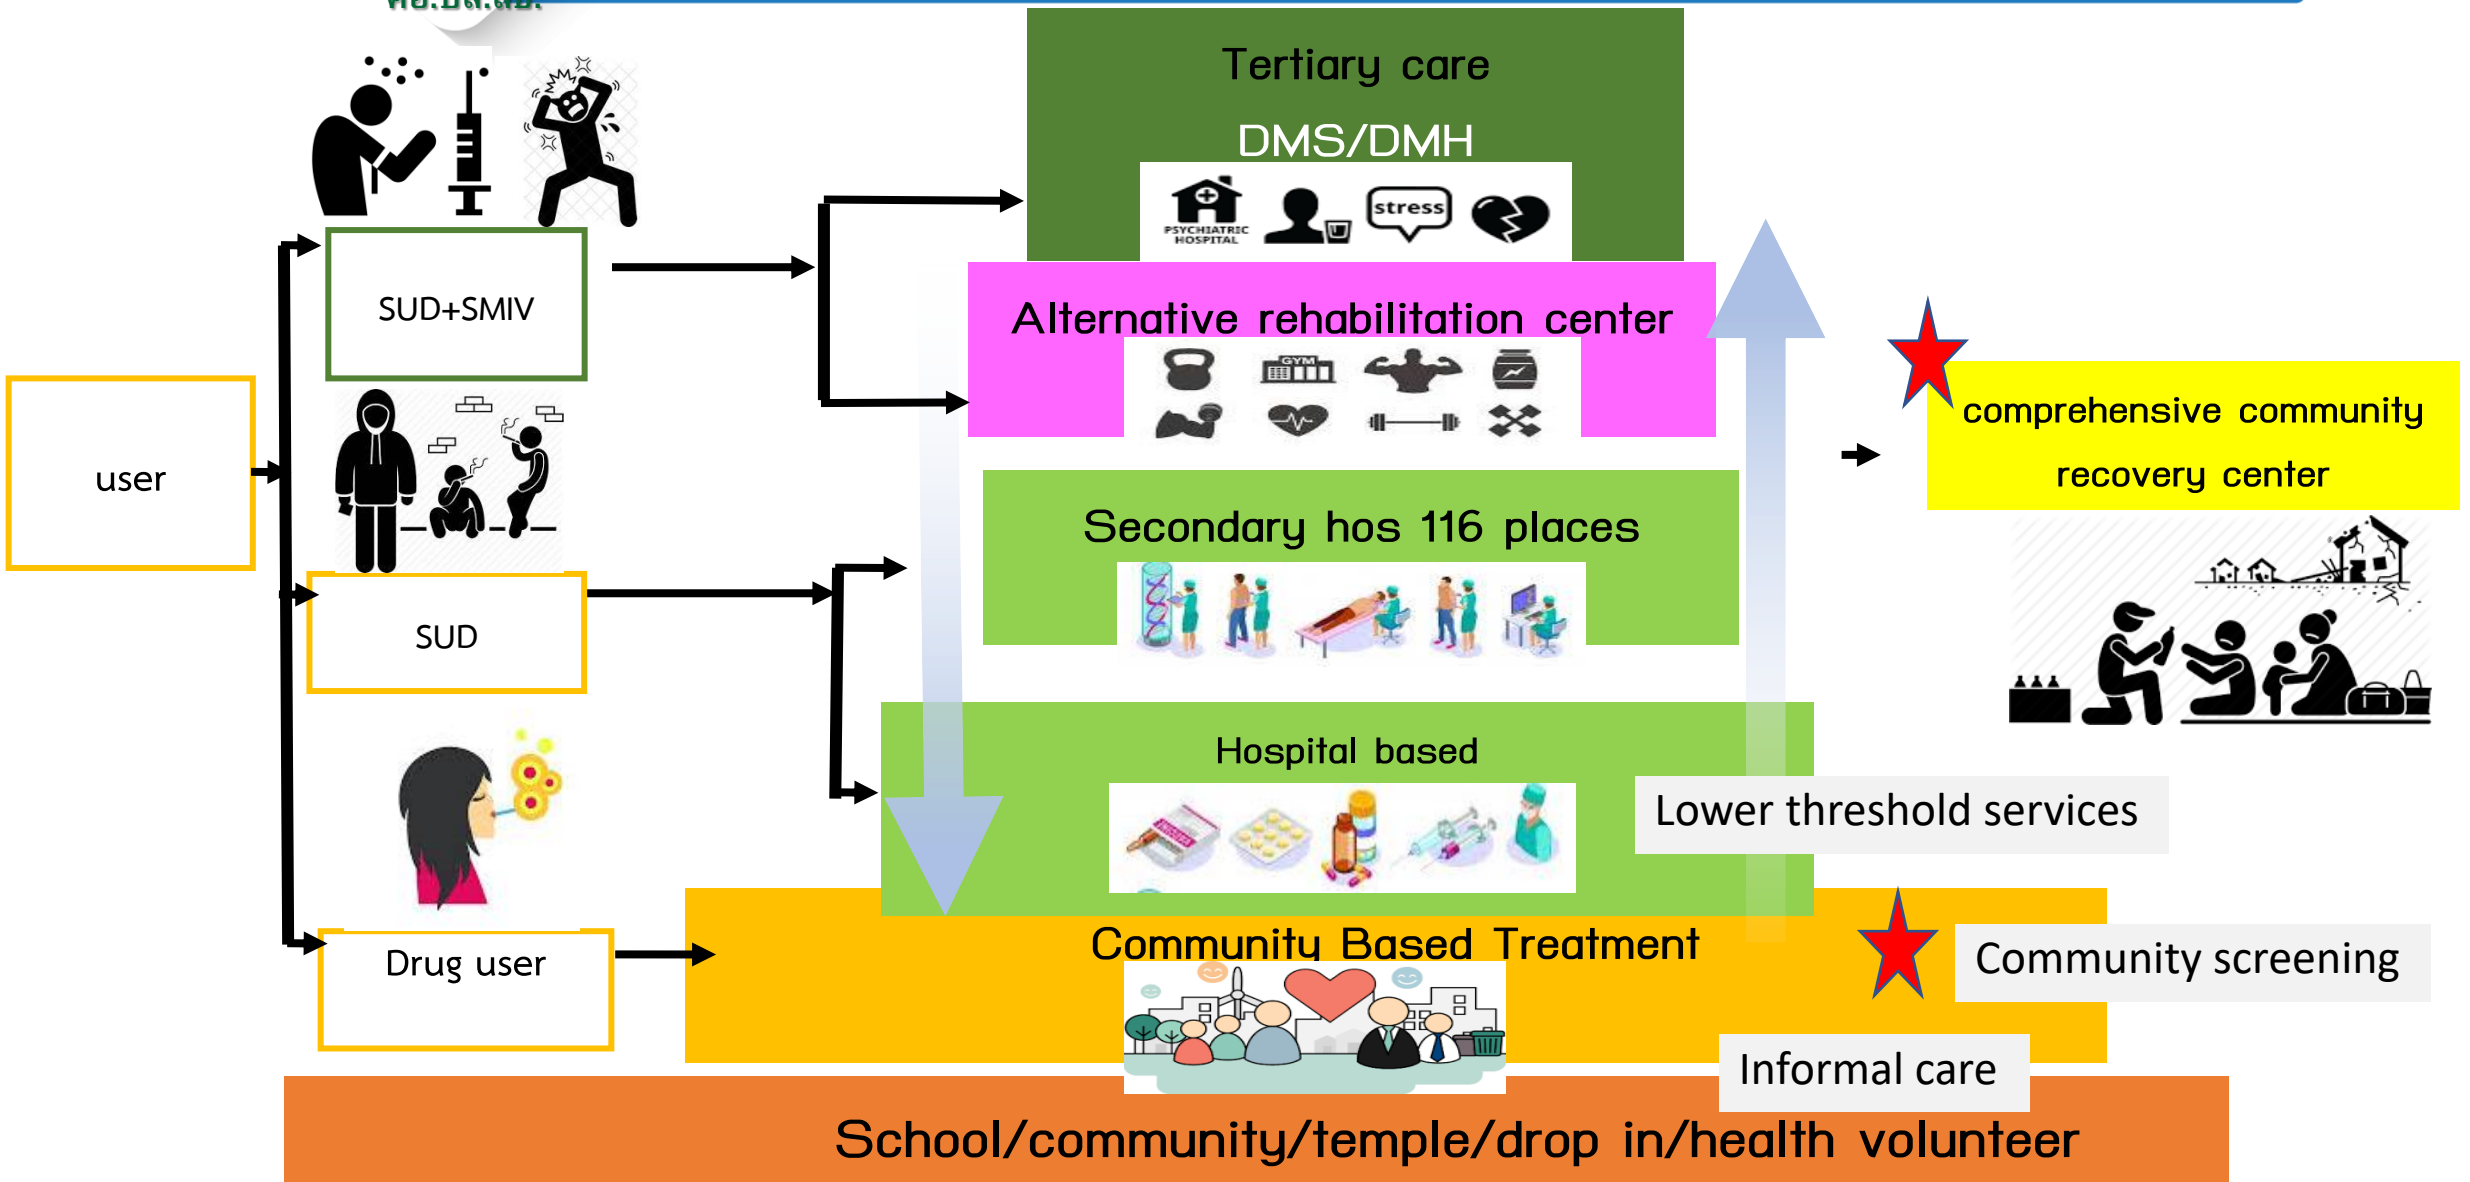 Tertiary care
DMS/DMH
PSYCHIATRIC
HOSPITAL
stress
SUD+SMIV
Alternative rehabilitation center
GYM
user
comprehensive community
recovery center
Secondary hos 116 places
SUD
Hospital based
Lower threshold services
Drug user
Community Based Treatment
Community screening
Informal care
School/community/temple/drop in/health volunteer